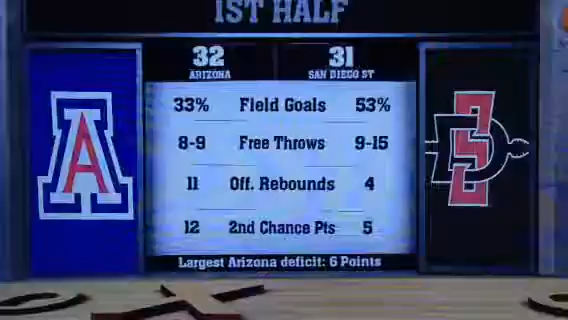 1ST HALF
32 31
ARIZONA SAN DIEGO ST
33% Field Goals 53%
8-9 Free Throws 9-15
11 Off. Rebounds 4
12 2nd Chance Pts 5
Largest Arizona deficit: 6 Points
A
SD